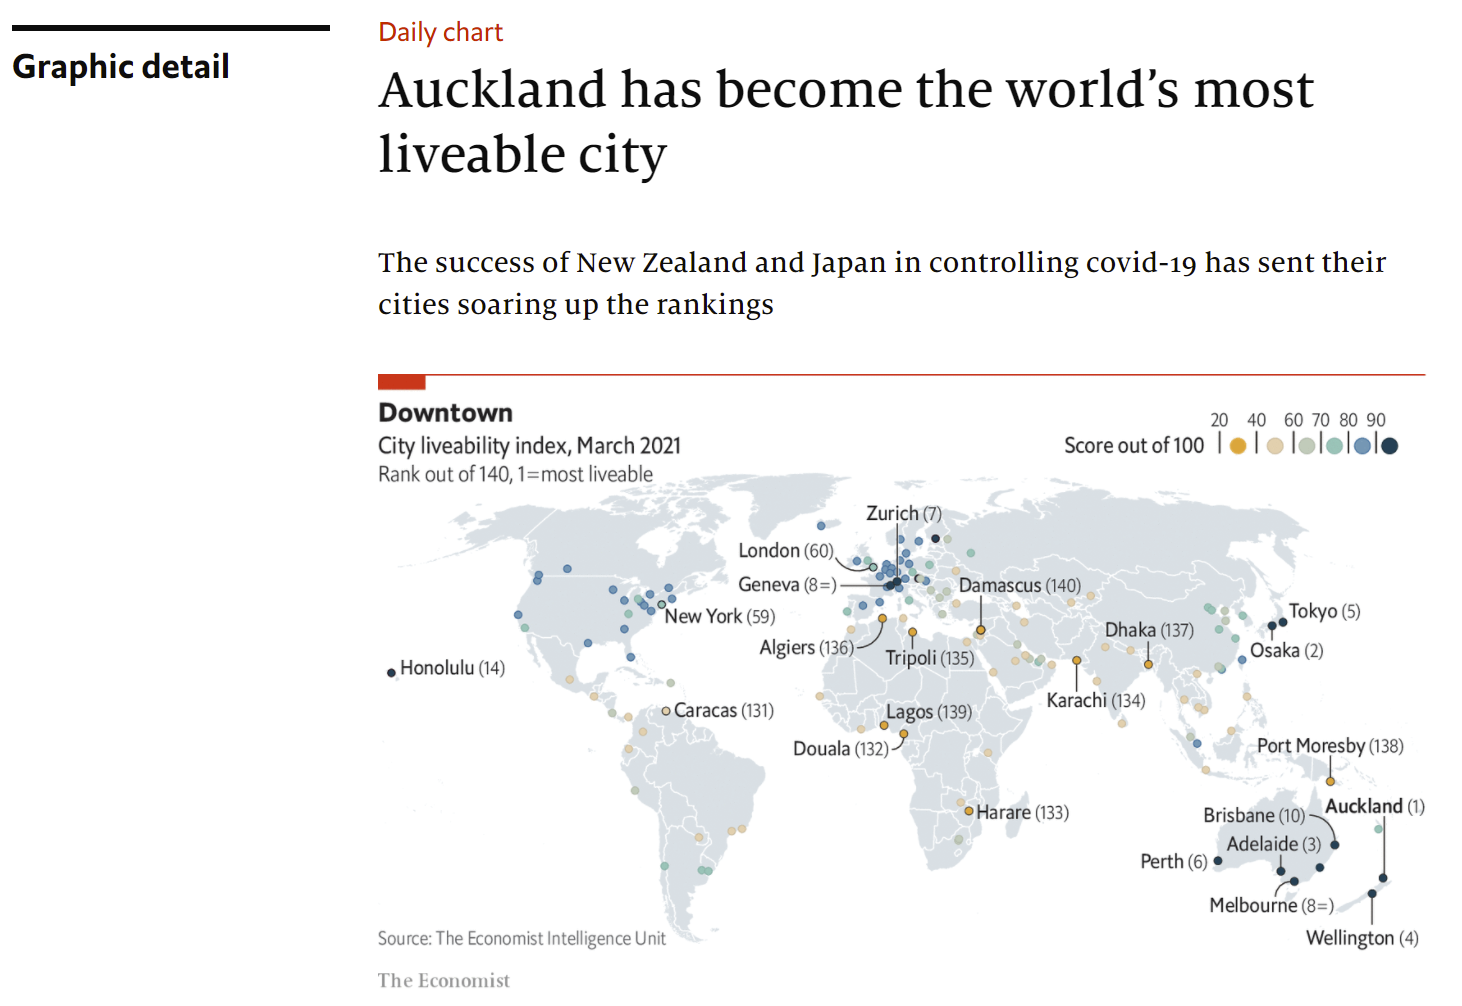 Graphic detail
Daily chart
Auckland has become the world's most
liveable city
The success of New Zealand and Japan in controlling covid-19 has sent their
cities soaring up the rankings
Downtown
City liveability index, March 2021
Rank out of 140, 1=most liveable
Score out of 100
20 40 60 70 80 90
Zurich (7)
London (60)
Geneva (8=)
Damascus (140)
New York (59)
Algiers (136)
Tripoli (135)
Dhaka (137)
Tokyo (5)
Osaka (2)
Honolulu (14)
Karachi (134)
Caracas (131)
Lagos (139)
Douala (132)
Port Moresby (138)
Harare (133)
Brisbane (10)
Auckland (1)
Adelaide (3)
Perth (6)
Melbourne (8=)
Wellington (4)
Source: The Economist Intelligence Unit
The Economist